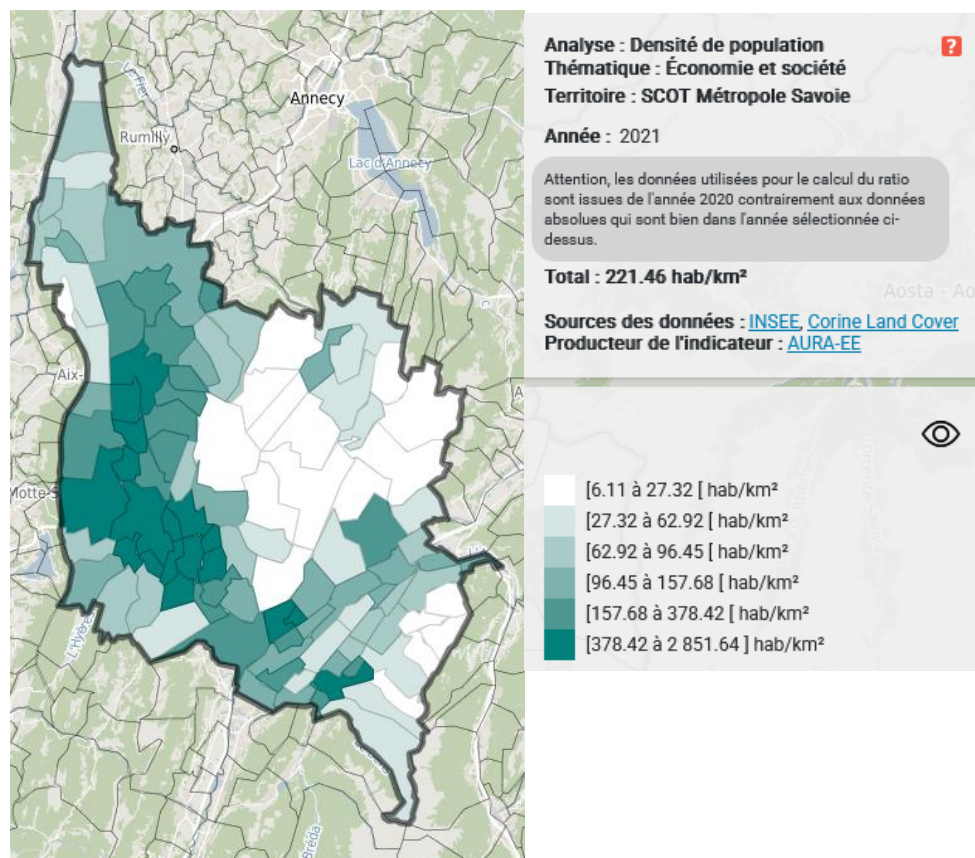 Annecy
Le Fier
Rumilly
Lac d'Annecy
Aix-
Motte-S
L'Hyères
Bréda
Analyse : Densité de population
Thématique : Économie et société
Territoire : SCOT Métropole Savoie
Année : 2021
Attention, les données utilisées pour le calcul du ratio
sont issues de l'année 2020 contrairement aux données
absolues qui sont bien dans l'année sélectionnée ci-
dessus.
Total : 221.46 hab/km²
Aosta - Ao
Sources des données : INSEE, Corine Land Cover
Producteur de l'indicateur : AURA-EE
[6.11 à 27.32 [ hab/km²
[27.32 à 62.92 [ hab/km²
[62.92 à 96.45 [ hab/km²
[96.45 à 157.68 [ hab/km²
[157.68 à 378.42 [ hab/km²
[378.42 à 2 851.64 ] hab/km²